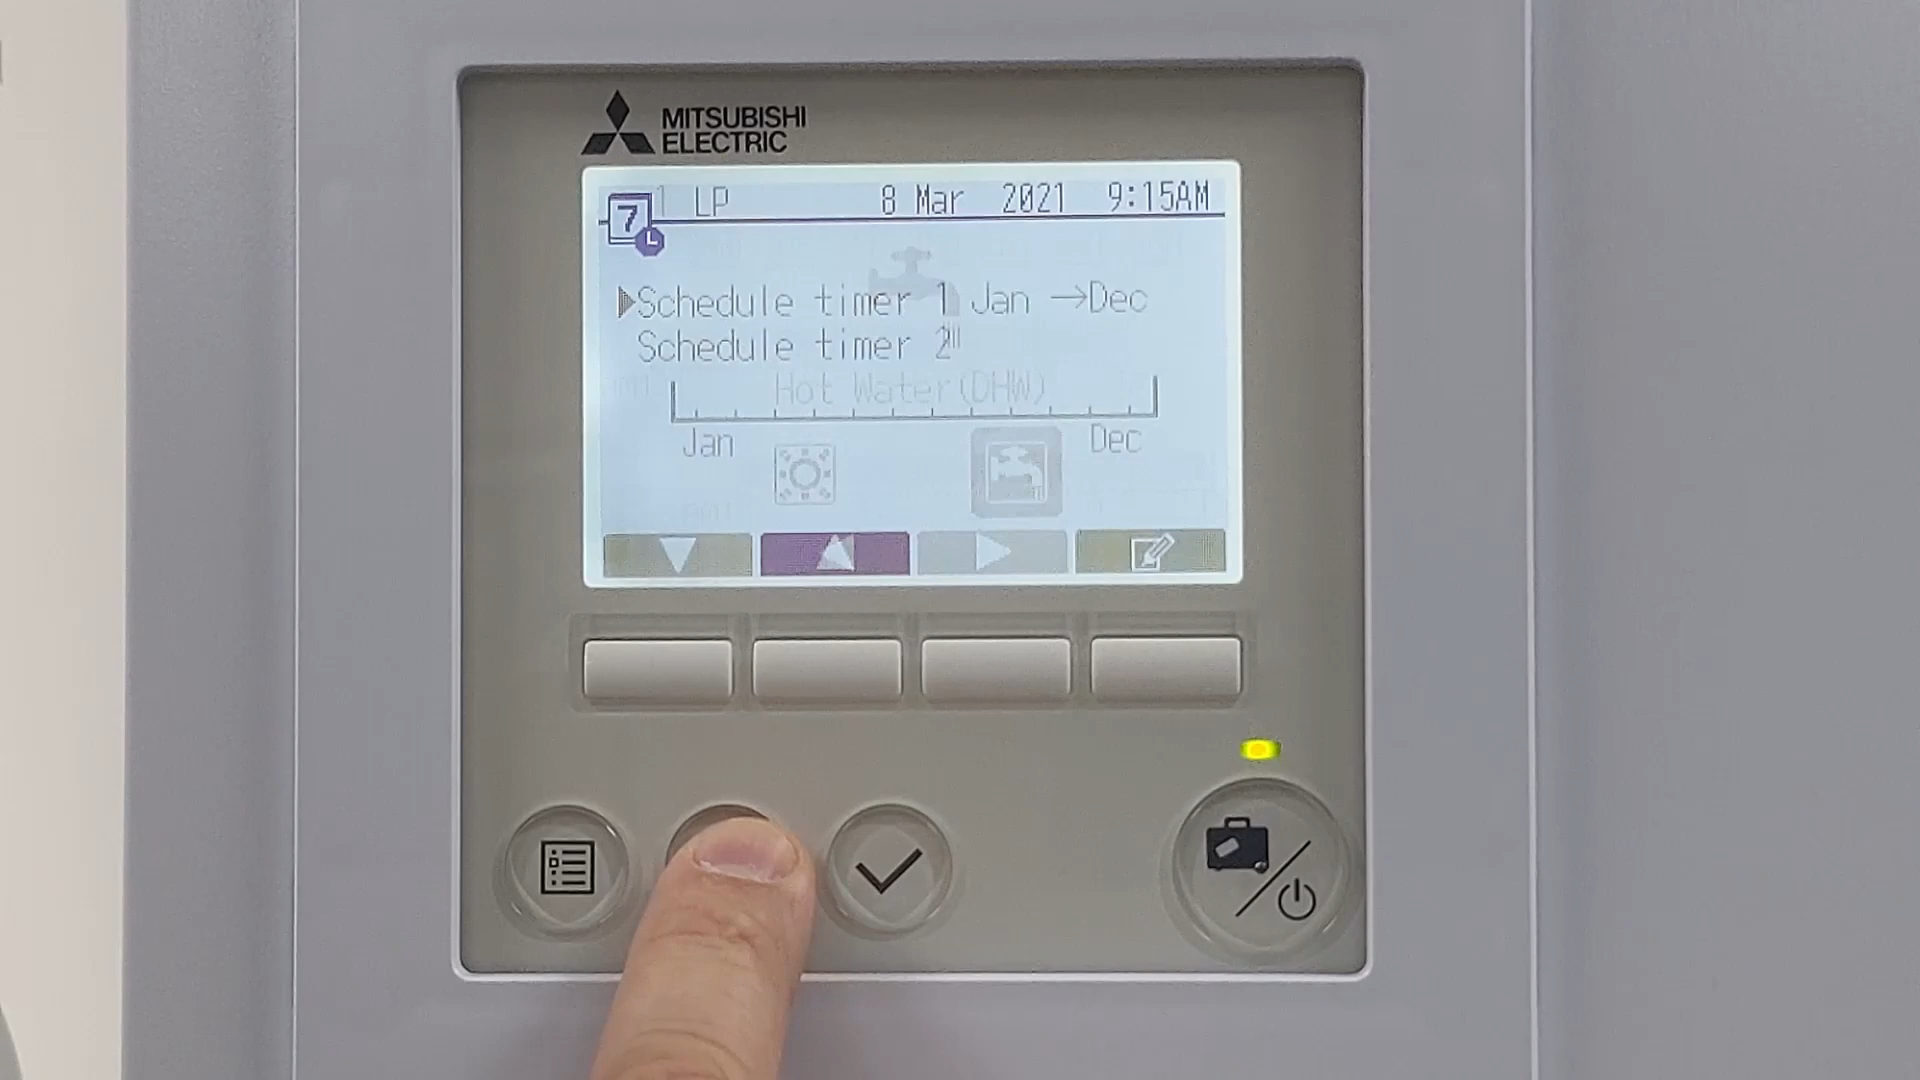 MITSUBISHI
ELECTRIC
1 LP 8 Mar 2021 9:15AM
7
Schedule timer 1 Jan →Dec
Schedule timer 2
Hot Water(DHW)
Jan Dec